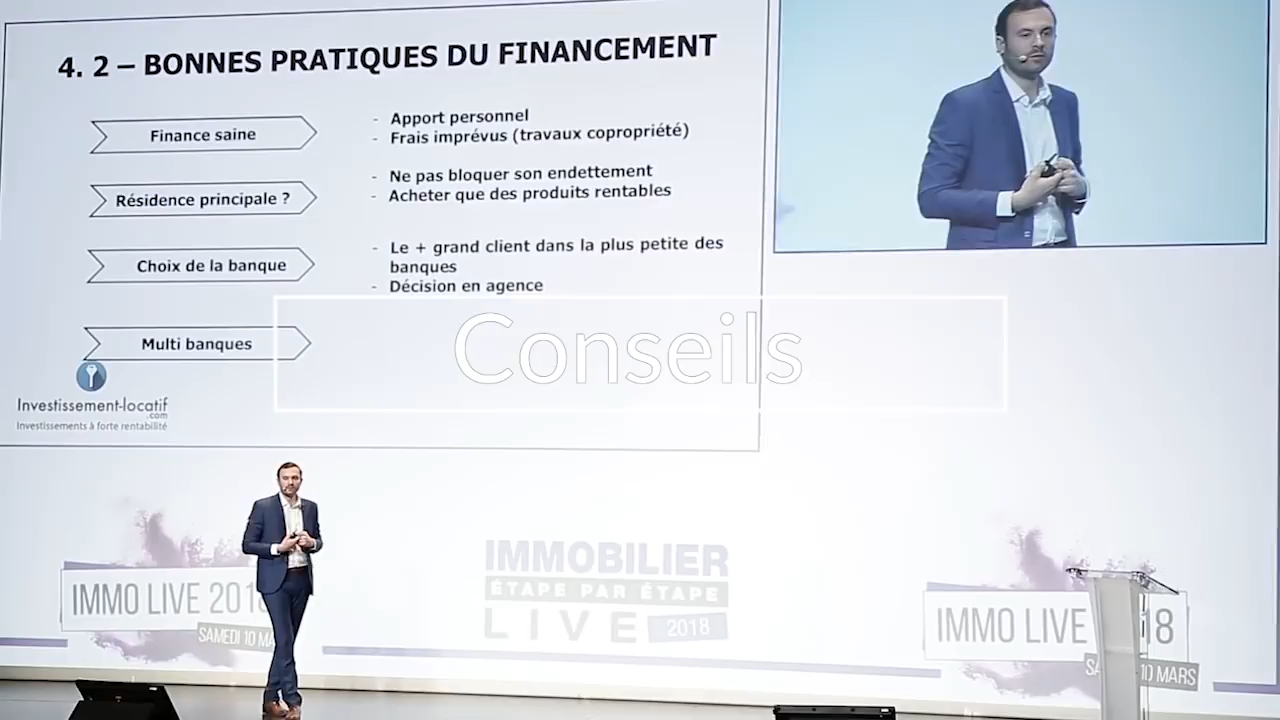 4. 2 – BONNES PRATIQUES DU FINANCEMENT
Finance saine
- Apport personnel
- Frais imprévus (travaux copropriété)
Résidence principale ?
- Ne pas bloquer son endettement
- Acheter que des produits rentables
Choix de la banque
- Le + grand client dans la plus petite des
banques
- Décision en agence
Multi banques
Conseils
Investissement-locatif
.com
Investissements à forte rentabilité
IMMO LIVE 201
SAMEDI 10 MA
IMMOBILIER
ÉTAPE PAR ÉTAPE
LIVE
2018
IMMO LIVE 18
SA 10 MARS